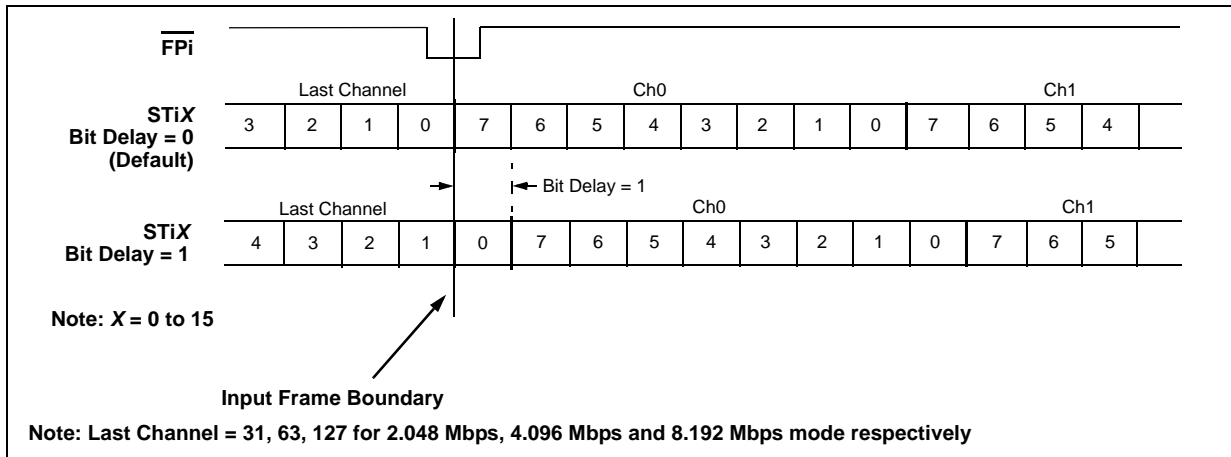 FPi
Last Channel Ch0 Ch1
STiX
Bit Delay = 0
(Default)
3 2 1 0 7 6 5 4 3 2 1 0 7 6 5 4
Bit Delay = 1
Last Channel Ch0 Ch1
STiX
Bit Delay = 1
4 3 2 1 0 7 6 5 4 3 2 1 0 7 6 5
Note: X = 0 to 15
Input Frame Boundary
Note: Last Channel = 31, 63, 127 for 2.048 Mbps, 4.096 Mbps and 8.192 Mbps mode respectively